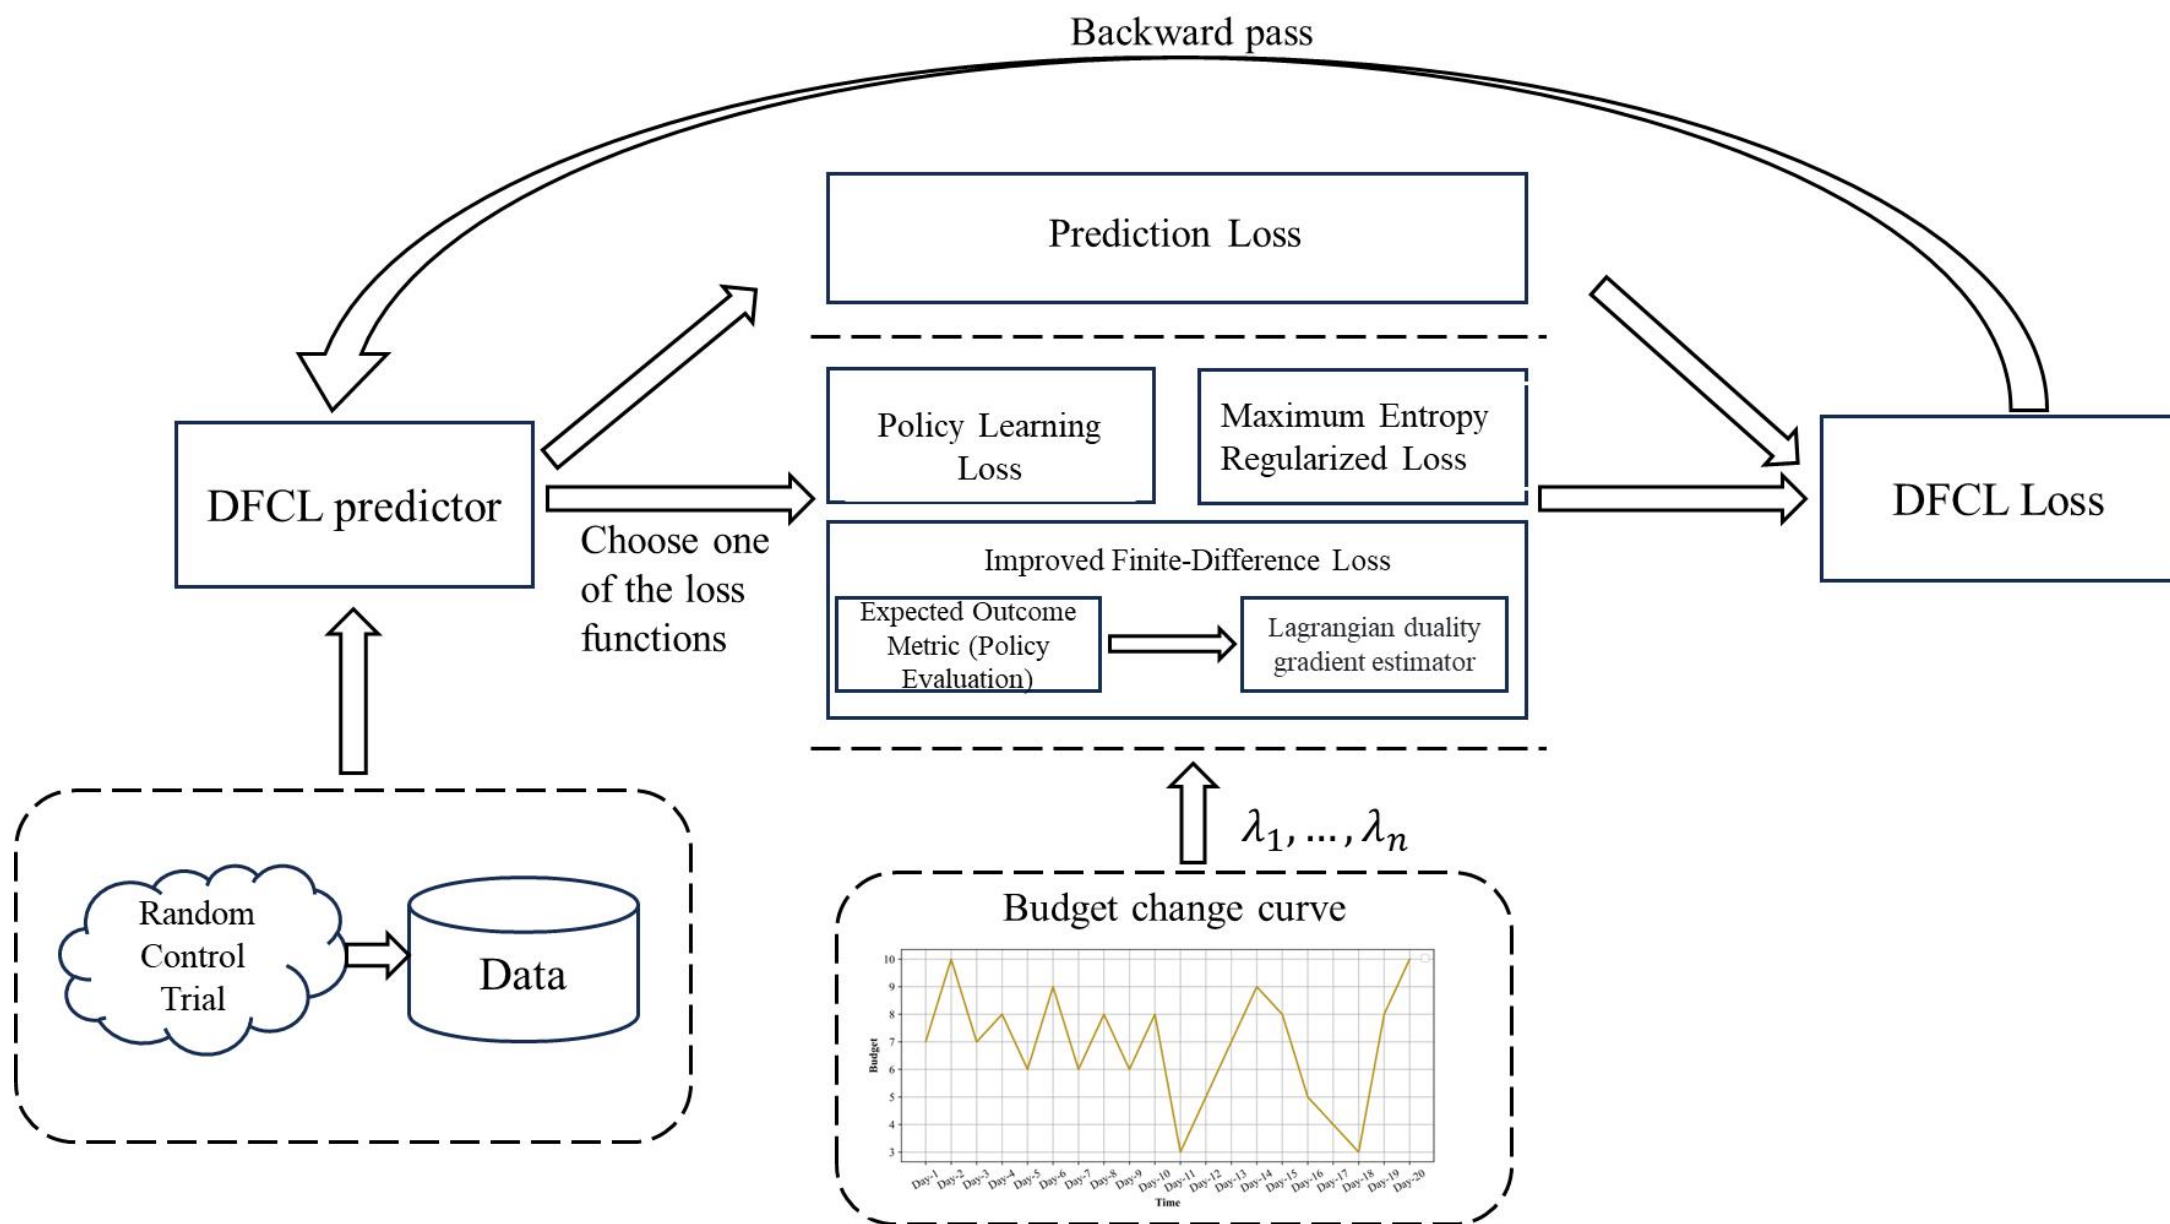 Backward pass
Prediction Loss
Policy Learning
Loss
Maximum Entropy
Regularized Loss
DFCL predictor
Choose one
of the loss
functions
DFCL Loss
Improved Finite-Difference Loss
Expected Outcome
Metric (Policy
Evaluation)
Lagrangian duality
gradient estimator
λ₁, … , λₙ
Random
Control
Trial
Data
Budget change curve
10
9
8
7
6
5
4
3
Budget
Day-1
Day-2
Day-3
Day-4
Day-5
Day-6
Day-7
Day-8
Day-9
Day-10
Day-11
Day-12
Day-13
Day-14
Day-15
Day-16
Day-17
Day-18
Day-19
Day-20
Time